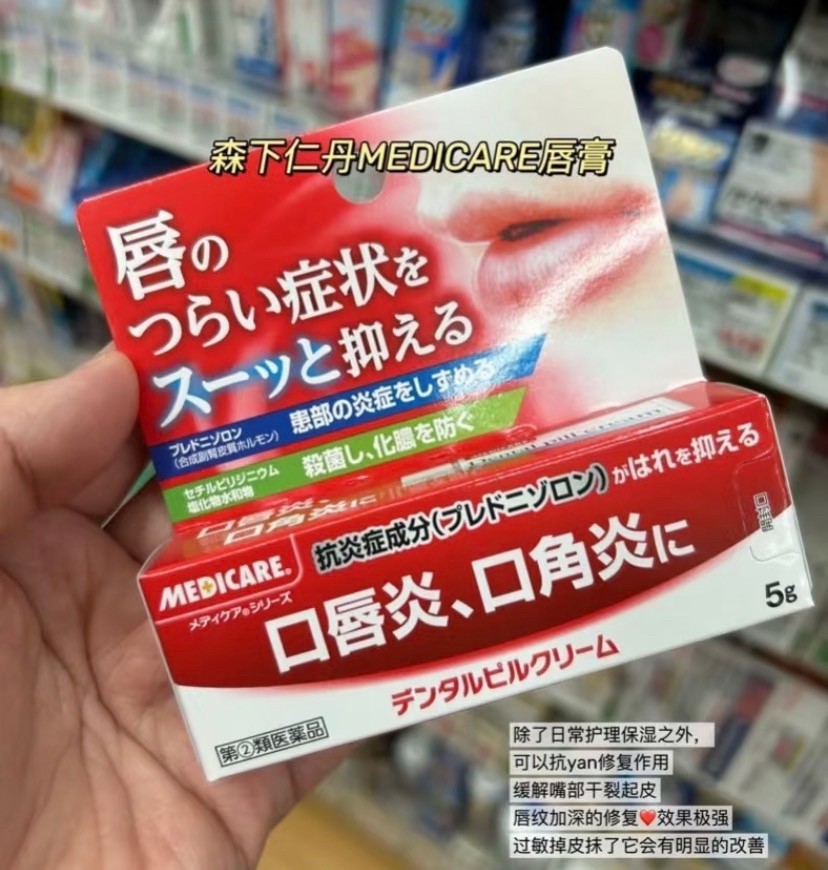 森下仁丹MEDICARE唇膏
唇の
つらい症状を
スーッと抑える
プレドニゾロン
(合成副腎皮質ホルモン)
患部の炎症をしずめる
セチルピリジニウム
塩化物水和物
殺菌し、化膿を防ぐ
抗炎症成分(プレドニゾロン)がはれを抑える
MEDICARE®
メディケア®シリーズ
口唇炎、口角炎に
開封口
5g
デンタルピルクリーム
第②類医薬品
除了日常护理保湿之外，
可以抗yan修复作用
缓解嘴部干裂起皮
唇纹加深的修复❤️效果极强
过敏掉皮抹了它会有明显的改善